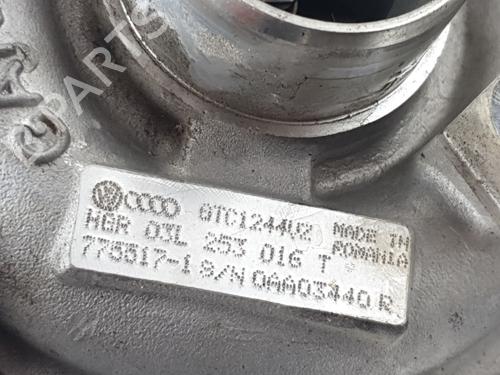 GTC1244VZ MADE IN
HGR 03L 253 016 T ROMANIA
775517-1 S/N 0AA03440 R